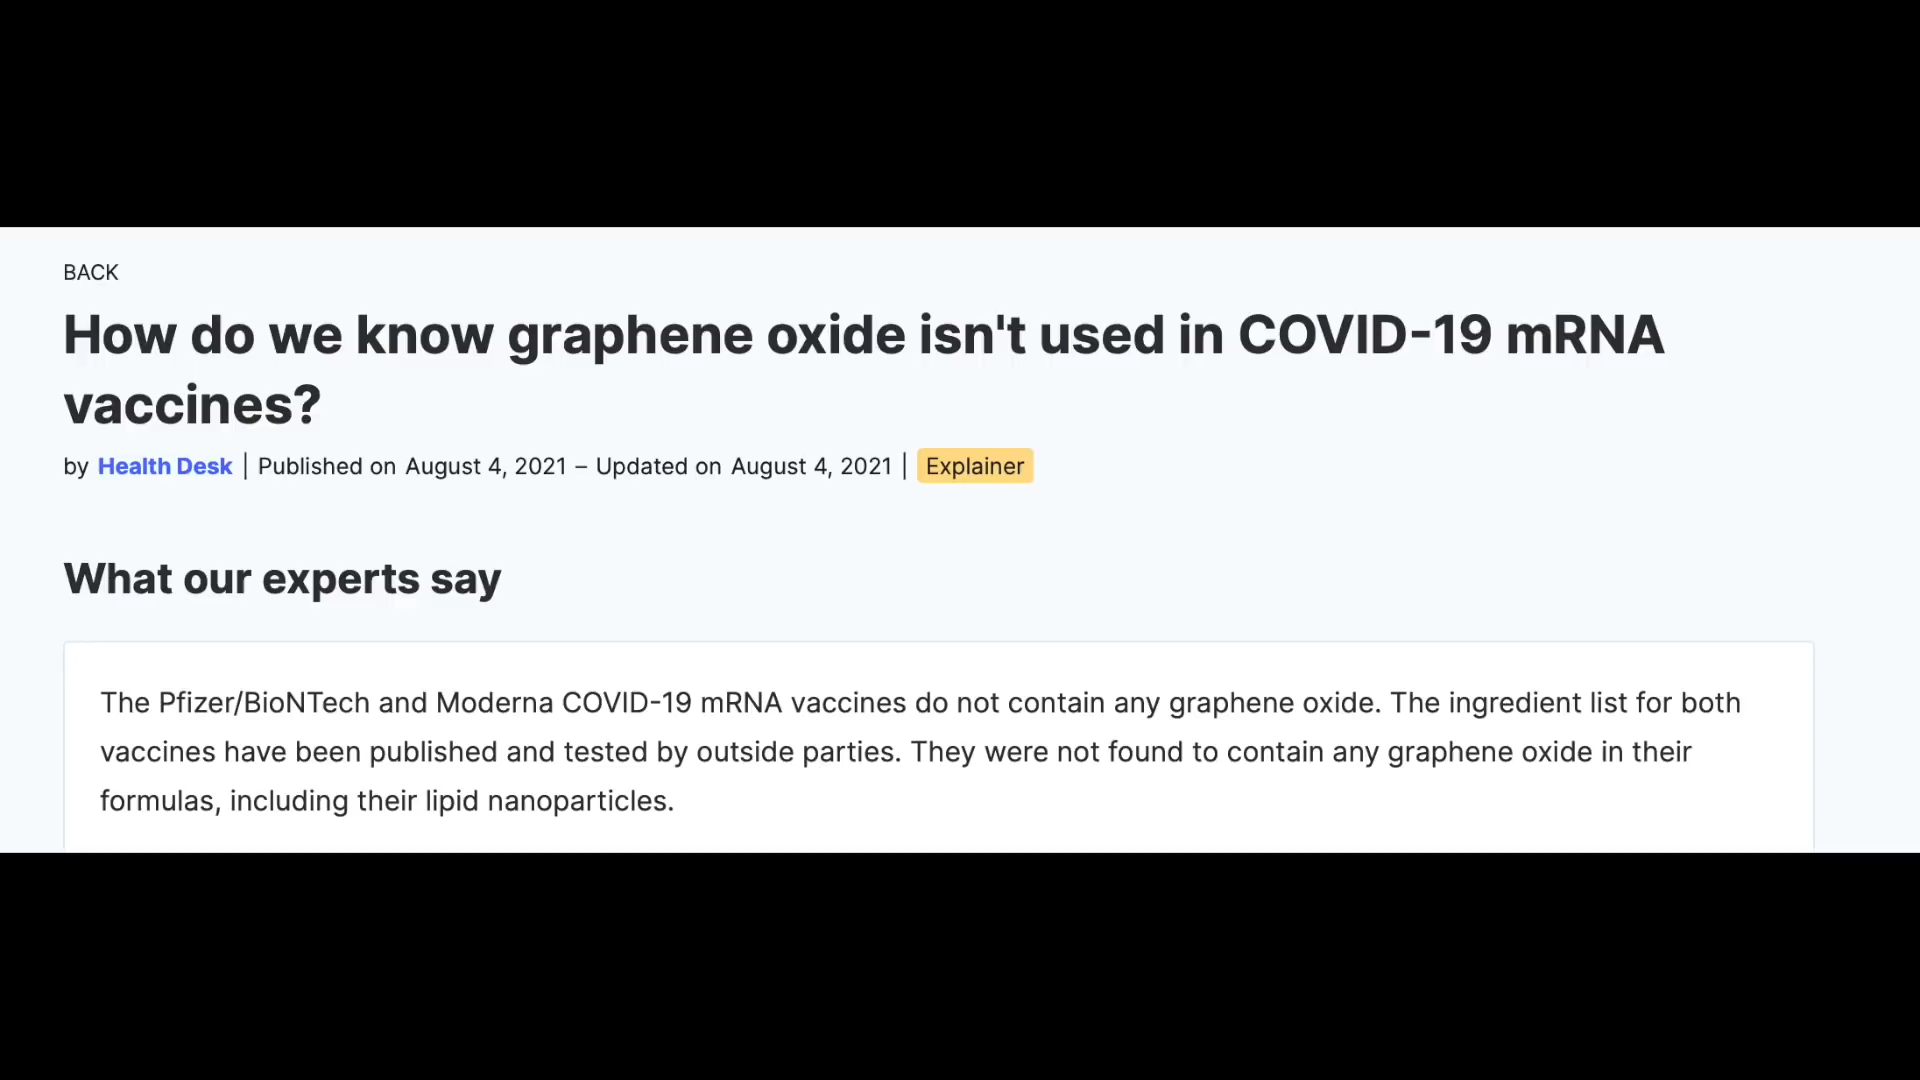 BACK
How do we know graphene oxide isn't used in COVID-19 mRNA
vaccines?
by Health Desk | Published on August 4, 2021 – Updated on August 4, 2021 | Explainer
What our experts say
The Pfizer/BioNTech and Moderna COVID-19 mRNA vaccines do not contain any graphene oxide. The ingredient list for both
vaccines have been published and tested by outside parties. They were not found to contain any graphene oxide in their
formulas, including their lipid nanoparticles.